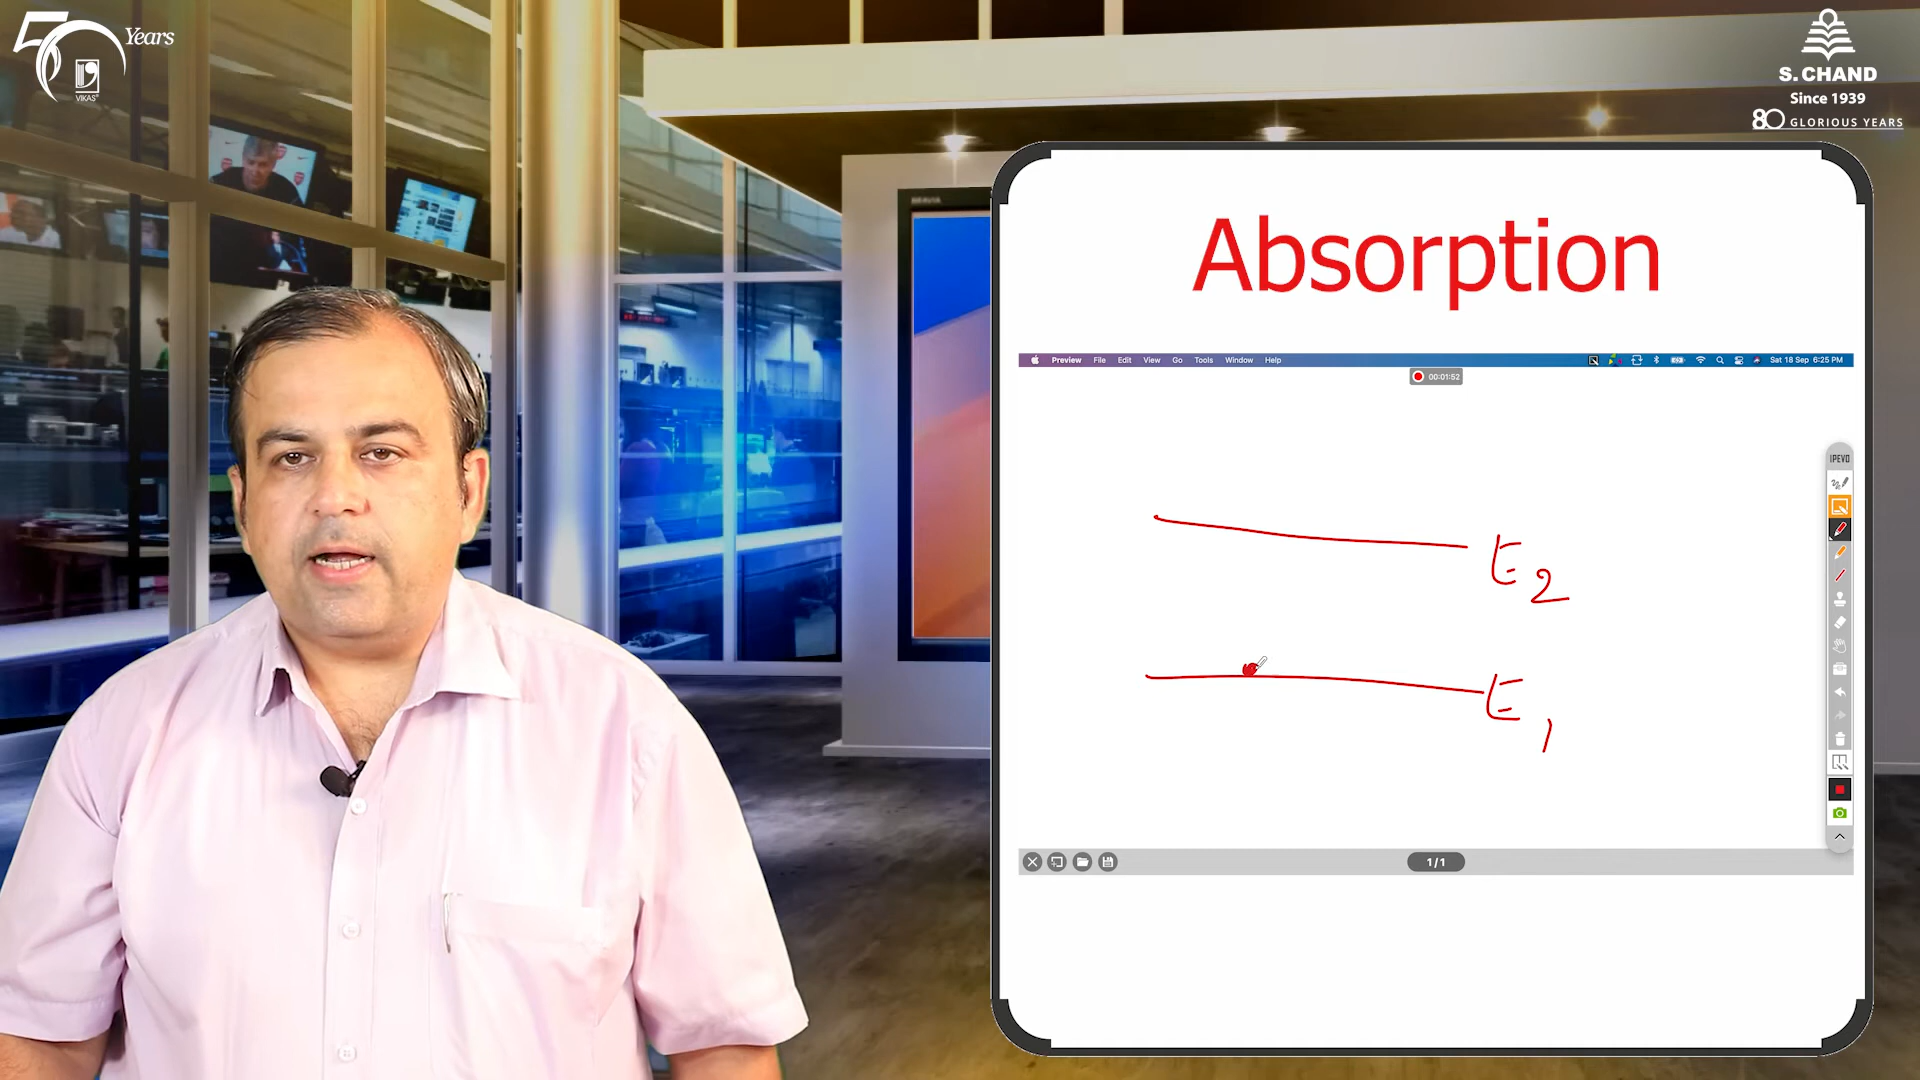 50 Years
VIKAS®
S. CHAND
Since 1939
80 GLORIOUS YEARS
Absorption
Preview File Edit View Go Tools Window Help
Sat 18 Sep 6:25 PM
00:01:52
IPEVO
E2
E1
1/1